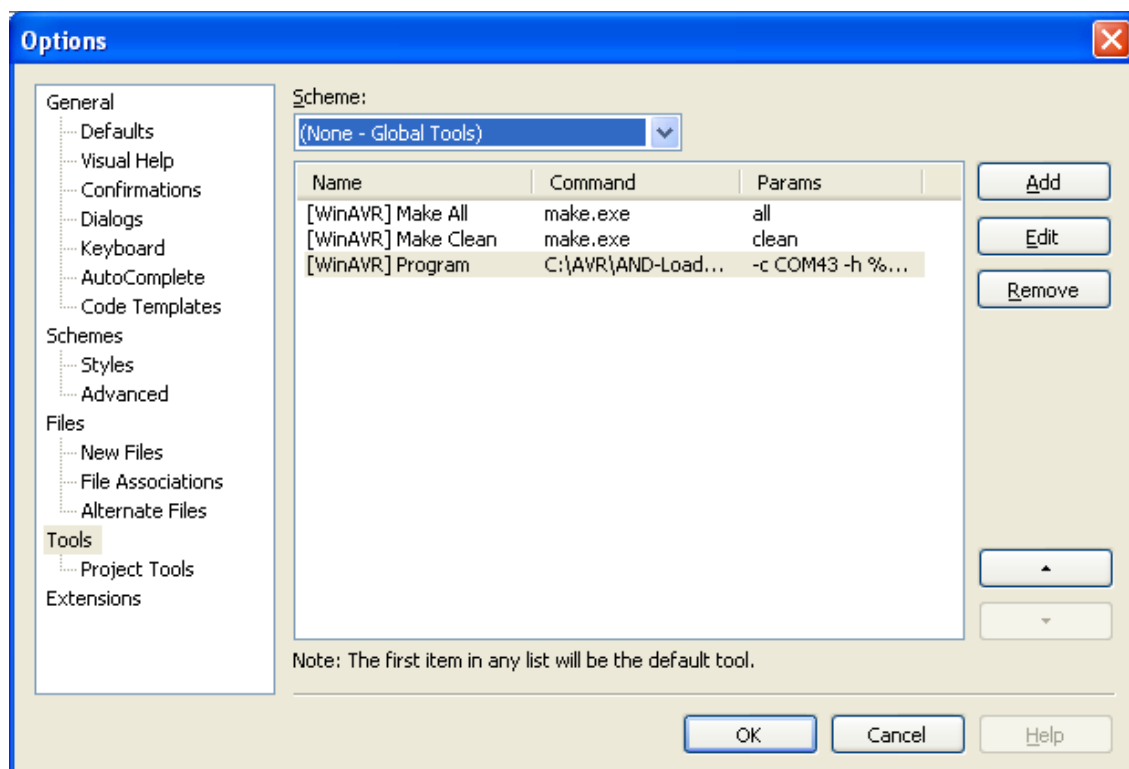 Options
General
Defaults
Visual Help
Confirmations
Dialogs
Keyboard
AutoComplete
Code Templates
Schemes
Styles
Advanced
Files
New Files
File Associations
Alternate Files
Tools
Project Tools
Extensions
Scheme:
(None - Global Tools)
Name Command Params
[WinAVR] Make All make.exe all
[WinAVR] Make Clean make.exe clean
[WinAVR] Program C:\AVR\AND-Load... -c COM43 -h %...
Add
Edit
Remove
Note: The first item in any list will be the default tool.
OK Cancel Help